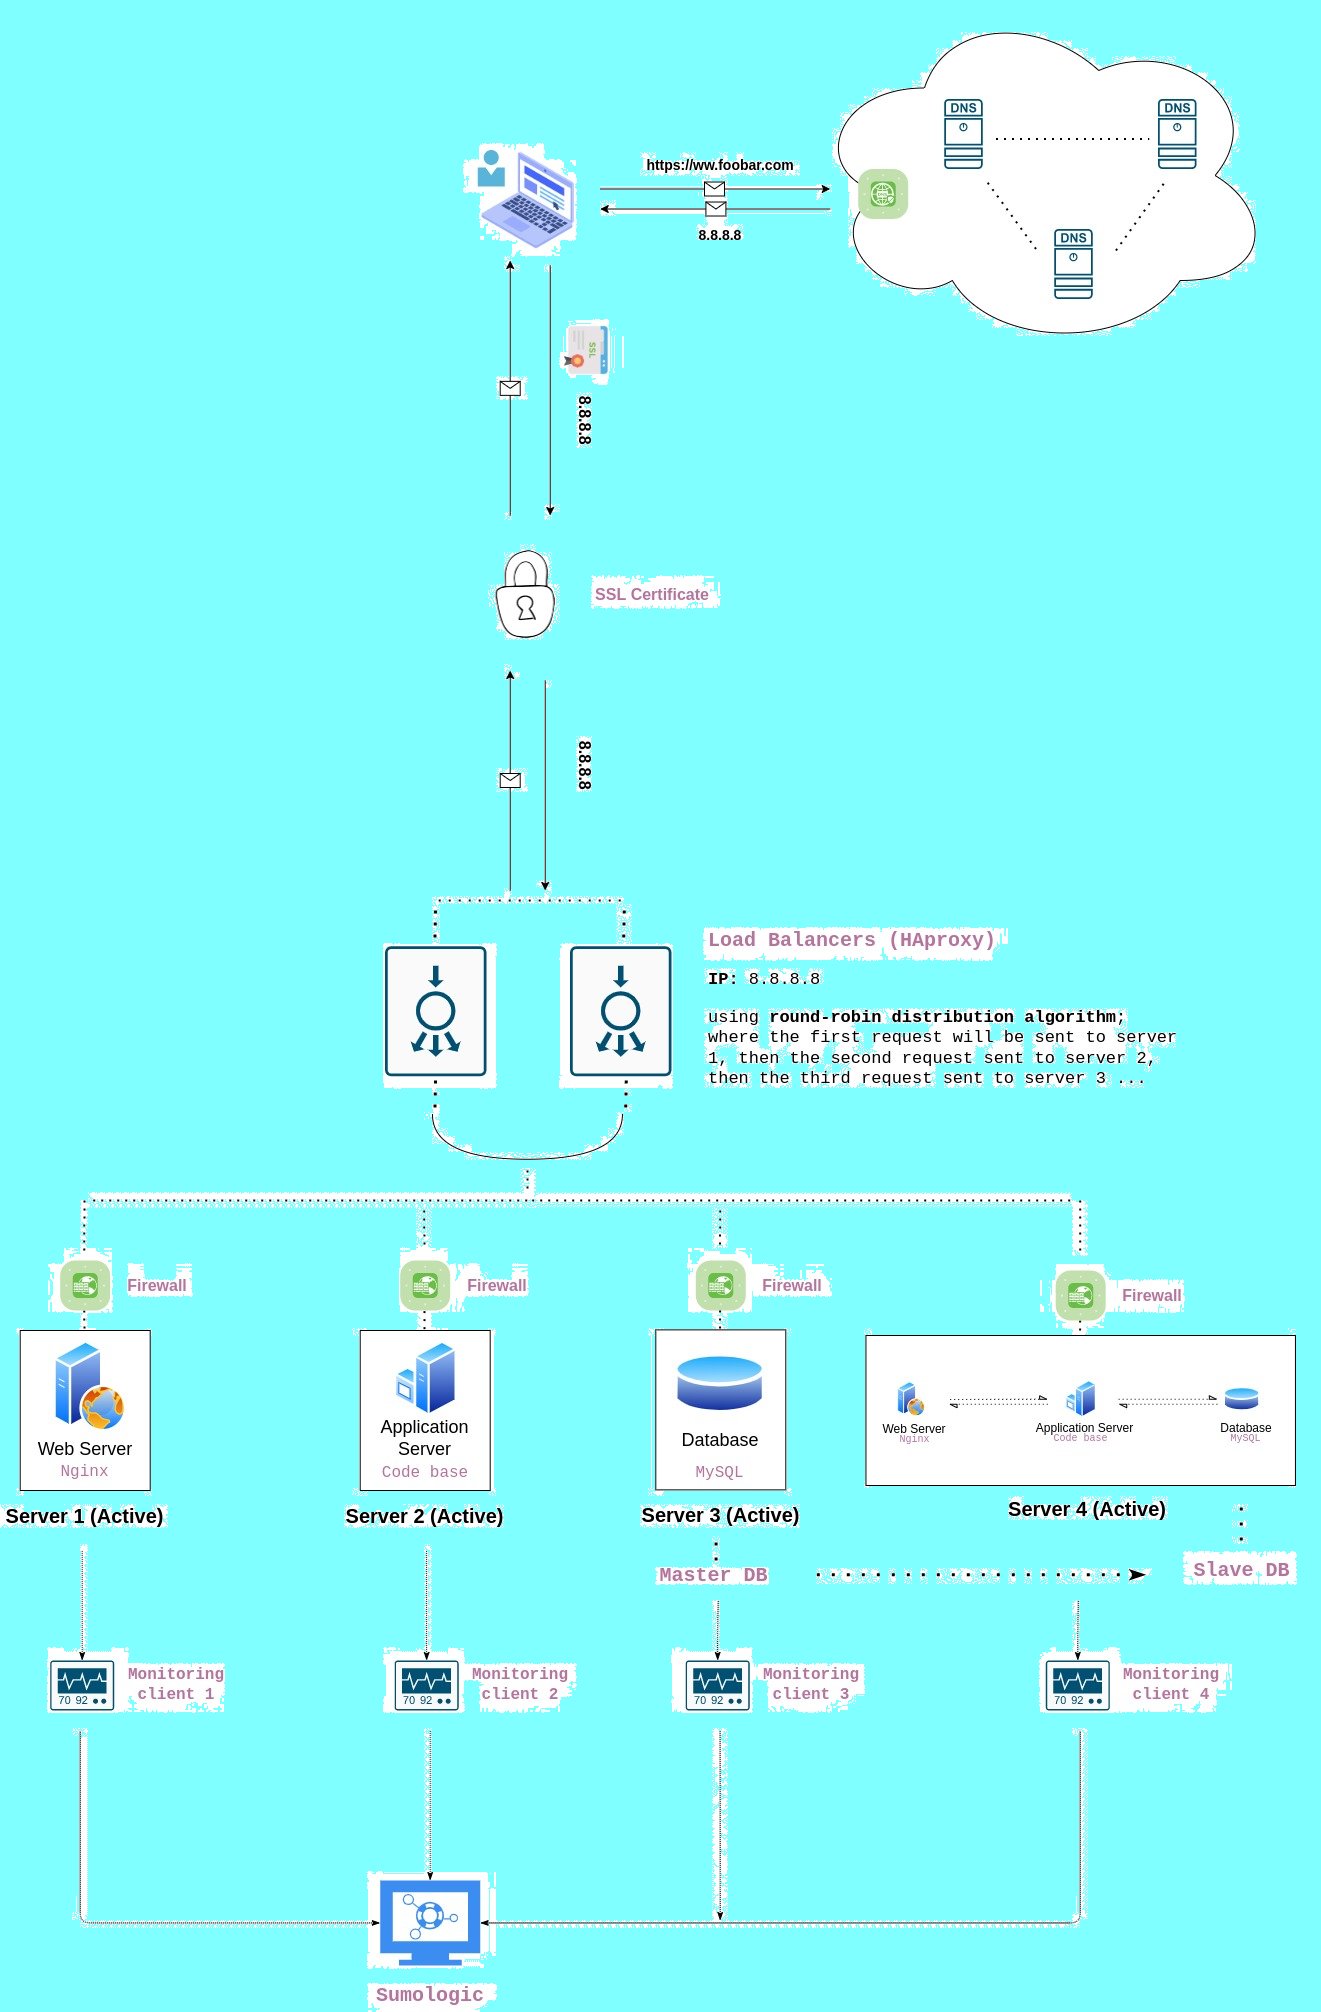 DNS
DNS
https://ww.foobar.com
8.8.8.8
DNS
SSL
8.8.8.8
SSL Certificate
8.8.8.8
Load Balancers (HAproxy)
IP: 8.8.8.8
using round-robin distribution algorithm;
where the first request will be sent to server
1, then the second request sent to server 2,
then the third request sent to server 3 ...
Firewall
Firewall
Firewall
Firewall
Web Server
Nginx
Application
Server
Code base
Database
MySQL
Web Server
Nginx
Application Server
Code base
Database
MySQL
Server 1 (Active)
Server 2 (Active)
Server 3 (Active)
Server 4 (Active)
Master DB
Slave DB
70 92
Monitoring
client 1
70 92
Monitoring
client 2
70 92
Monitoring
client 3
70 92
Monitoring
client 4
Sumologic